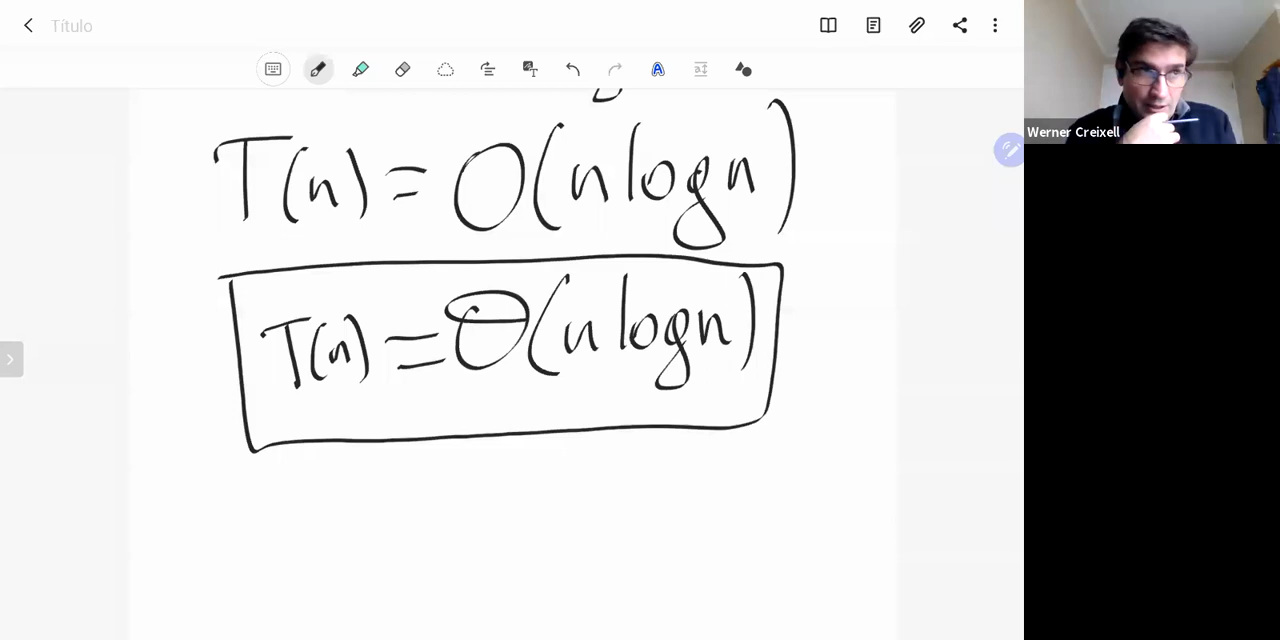 Título
Werner Creixell
T(n) = O(n log n)
T(n) = Θ(n log n)